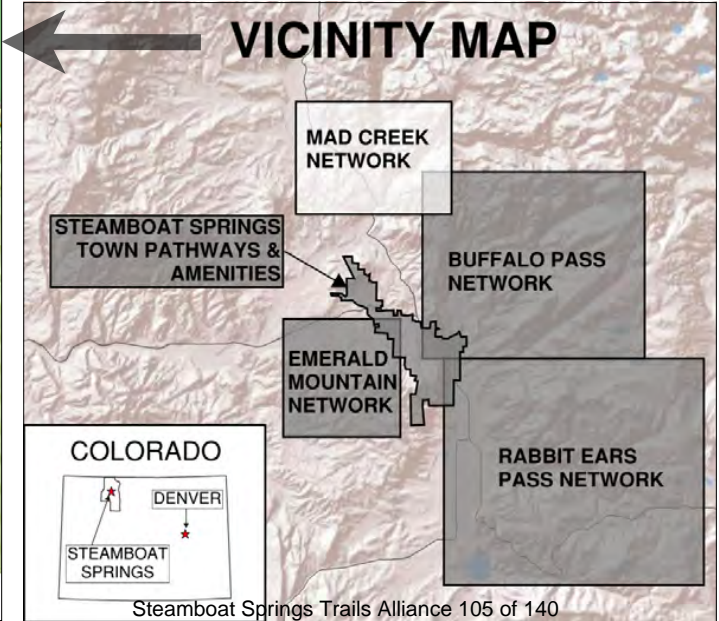 VICINITY MAP
MAD CREEK
NETWORK
STEAMBOAT SPRINGS
TOWN PATHWAYS &
AMENITIES
BUFFALO PASS
NETWORK
EMERALD
MOUNTAIN
NETWORK
RABBIT EARS
PASS NETWORK
COLORADO
DENVER
STEAMBOAT
SPRINGS
Steamboat Springs Trails Alliance 105 of 140